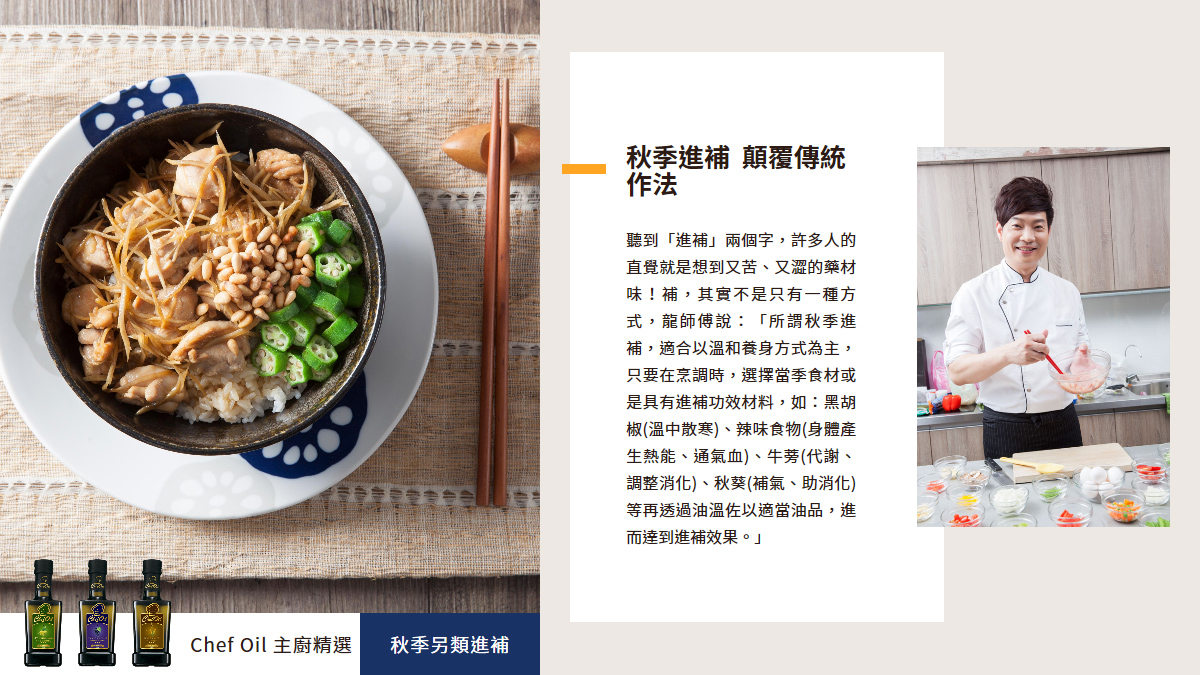 秋季進補 顛覆傳統
作法
聽到「進補」兩個字，許多人的
直覺就是想到又苦、又澀的藥材
味！補，其實不是只有一種方
式，龍師傅說：「所謂秋季進
補，適合以溫和養身方式為主，
只要在烹調時，選擇當季食材或
是具有進補功效材料，如：黑胡
椒(溫中散寒)、辣味食物(身體產
生熱能、通氣血)、牛蒡(代謝、
調整消化)、秋葵(補氣、助消化)
等再透過油溫佐以適當油品，進
而達到進補效果。」
Chef Oil 主廚精選
秋季另類進補